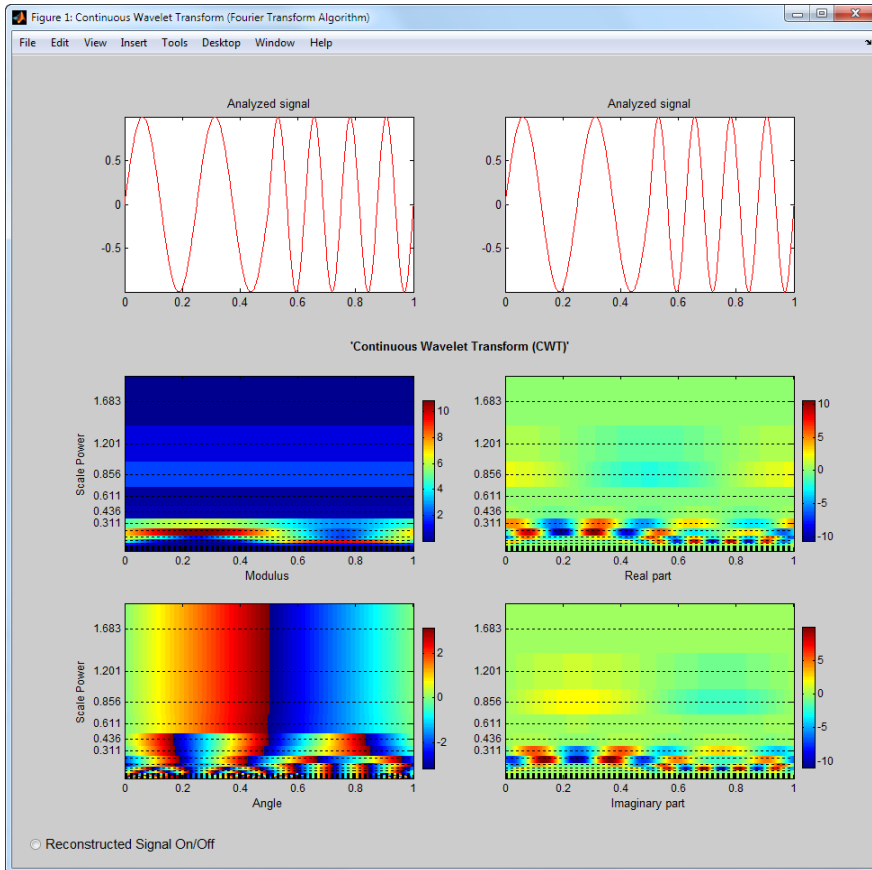 Figure 1: Continuous Wavelet Transform (Fourier Transform Algorithm)
File Edit View Insert Tools Desktop Window Help
Analyzed signal
0.5
0
-0.5
0 0.2 0.4 0.6 0.8 1
Analyzed signal
0.5
0
-0.5
0 0.2 0.4 0.6 0.8 1
'Continuous Wavelet Transform (CWT)'
Scale Power
1.683
1.201
0.856
0.611
0.436
0.311
0 0.2 0.4 0.6 0.8 1
Modulus
10
8
6
4
2
1.683
1.201
0.856
0.611
0.436
0.311
0 0.2 0.4 0.6 0.8 1
Real part
10
5
0
-5
-10
Scale Power
1.683
1.201
0.856
0.611
0.436
0.311
0 0.2 0.4 0.6 0.8 1
Angle
2
0
-2
1.683
1.201
0.856
0.611
0.436
0.311
0 0.2 0.4 0.6 0.8 1
Imaginary part
5
0
-5
-10
Reconstructed Signal On/Off